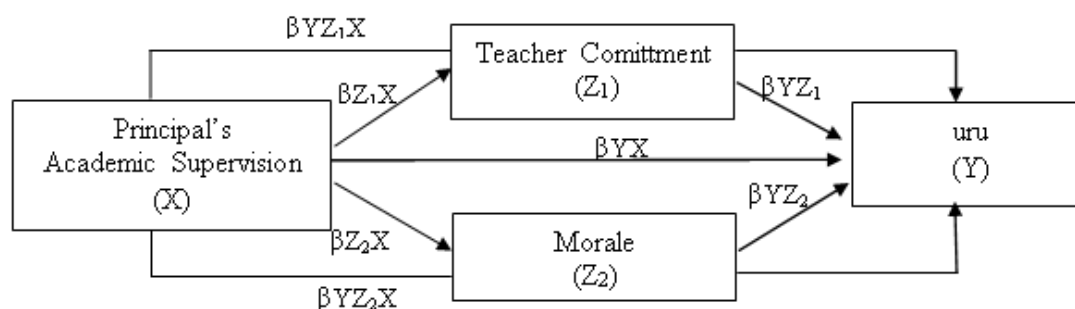 βYZ₁X
Teacher Comittment
(Z₁)
βZ₁X
βYZ₁
Principal's
Academic Supervision
(X)
βYX
uru
(Y)
βYZ₂
βZ₂X
Morale
(Z₂)
βYZ₂X